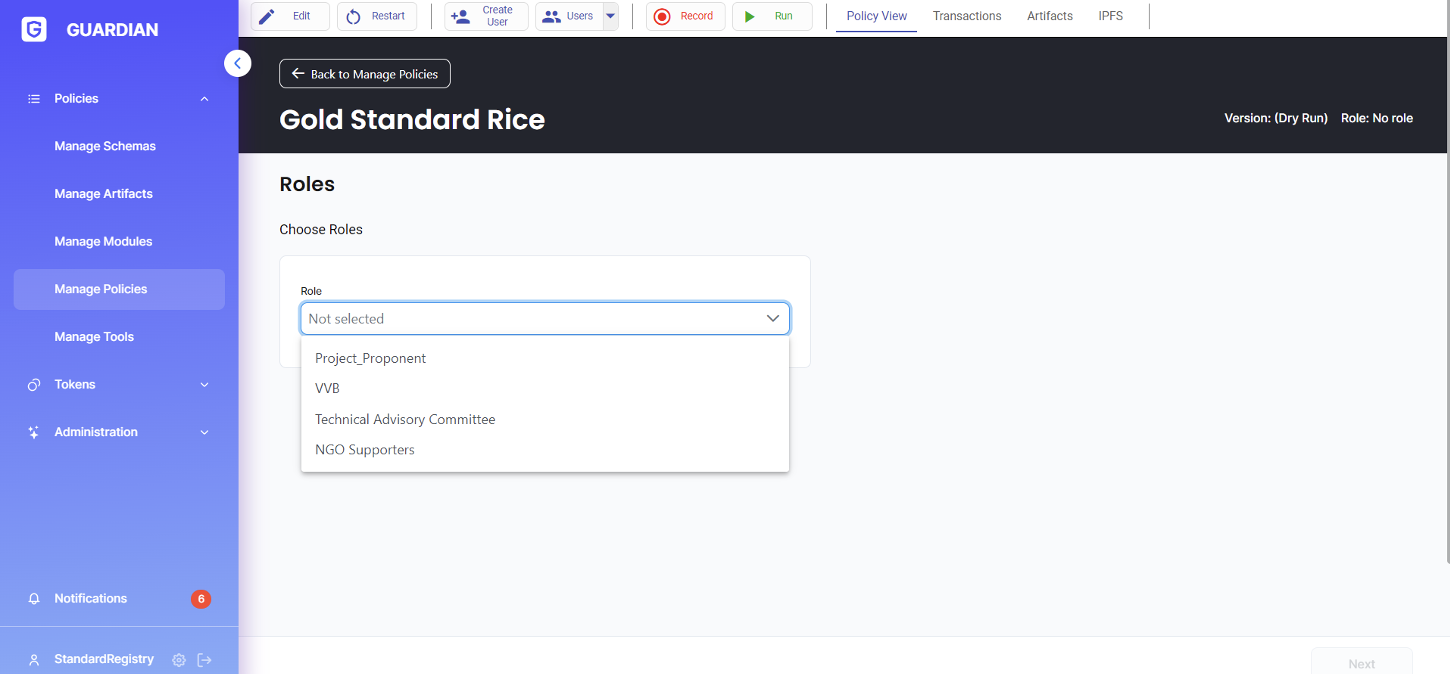 GUARDIAN
Policies
Manage Schemas
Manage Artifacts
Manage Modules
Manage Policies
Manage Tools
Tokens
Administration
Notifications 6
StandardRegistry
Edit
Restart
Create
User
Users
Record
Run
Policy View
Transactions
Artifacts
IPFS
Back to Manage Policies
Gold Standard Rice
Version: (Dry Run) Role: No role
Roles
Choose Roles
Role
Not selected
Project_Proponent
VVB
Technical Advisory Committee
NGO Supporters
Next